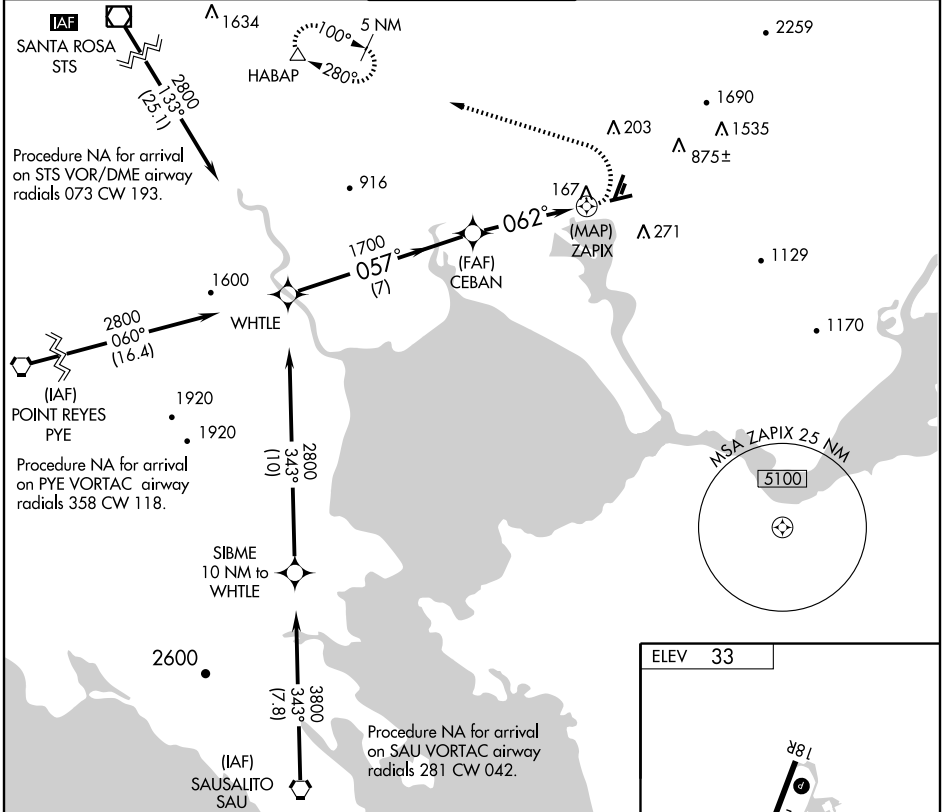 IAF
SANTA ROSA
STS
2800
133°
(25.1)
1634
5 NM
100°
280°
HABAP
2259
1690
1535
203
875±
Procedure NA for arrival
on STS VOR/DME airway
radials 073 CW 193.
916
167
(MAP)
ZAPIX
271
062°
1700
057°
(7)
(FAF)
CEBAN
1129
1600
WHTLE
2800
060°
(16.4)
1170
(IAF)
POINT REYES
PYE
1920
1920
Procedure NA for arrival
on PYE VORTAC airway
radials 358 CW 118.
2800
343°
(10)
MSA ZAPIX 25 NM
5100
SIBME
10 NM to
WHTLE
2600
3800
343°
(7.8)
ELEV 33
Procedure NA for arrival
on SAU VORTAC airway
radials 281 CW 042.
(IAF)
SAUSALITO
SAU
18R
P